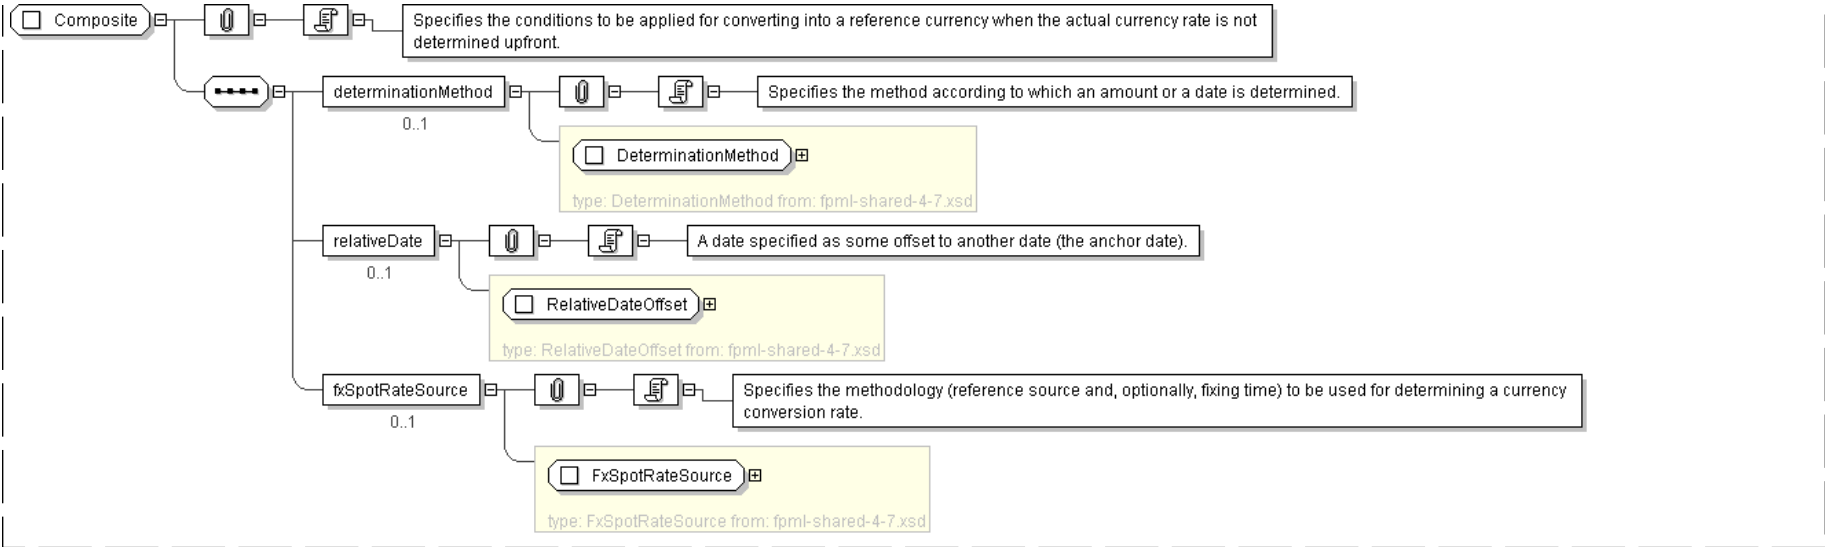 Composite
Specifies the conditions to be applied for converting into a reference currency when the actual currency rate is not
determined upfront.
determinationMethod
Specifies the method according to which an amount or a date is determined.
0..1
DeterminationMethod
type: DeterminationMethod from: fpml-shared-4-7.xsd
relativeDate
A date specified as some offset to another date (the anchor date).
0..1
RelativeDateOffset
type: RelativeDateOffset from: fpml-shared-4-7.xsd
fxSpotRateSource
Specifies the methodology (reference source and, optionally, fixing time) to be used for determining a currency
conversion rate.
0..1
FxSpotRateSource
type: FxSpotRateSource from: fpml-shared-4-7.xsd